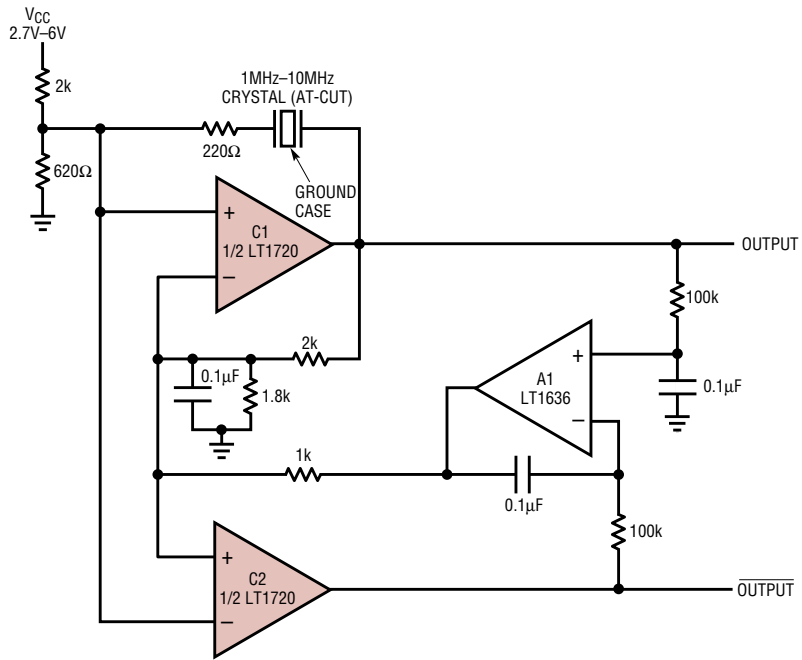 VCC
2.7V–6V
2k
620Ω
1MHz–10MHz
CRYSTAL (AT-CUT)
220Ω
GROUND
CASE
+
C1
1/2 LT1720
–
OUTPUT
100k
2k
0.1µF
1.8k
+
A1
LT1636
–
0.1µF
1k
0.1µF
100k
+
C2
1/2 LT1720
–
OUTPUT